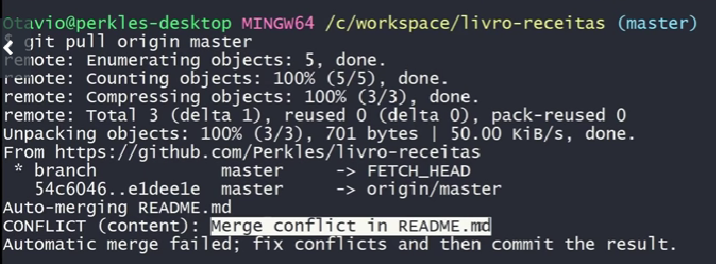 Otavio@perkles-desktop MINGW64 /c/workspace/livro-receitas (master)
$ git pull origin master
remote: Enumerating objects: 5, done.
remote: Counting objects: 100% (5/5), done.
remote: Compressing objects: 100% (3/3), done.
remote: Total 3 (delta 1), reused 0 (delta 0), pack-reused 0
Unpacking objects: 100% (3/3), 701 bytes | 50.00 KiB/s, done.
From https://github.com/Perkles/livro-receitas
 * branch            master     -> FETCH_HEAD
   54c6046..e1dee1e  master     -> origin/master
Auto-merging README.md
CONFLICT (content): Merge conflict in README.md
Automatic merge failed; fix conflicts and then commit the result.